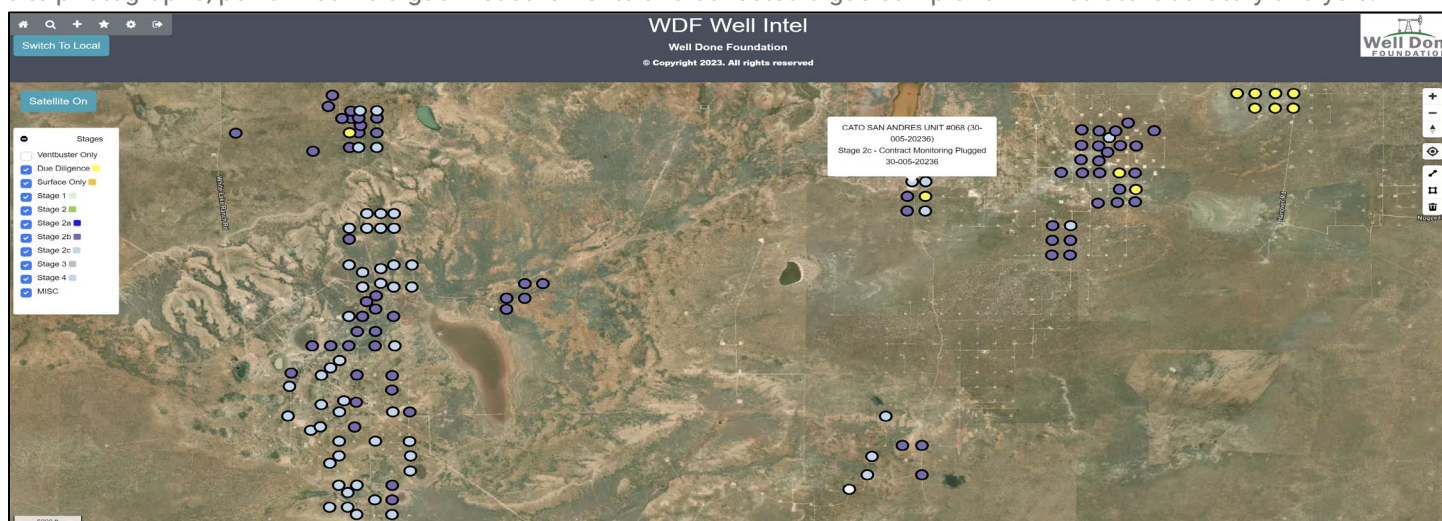 WDF Well Intel
Well Done Foundation
© Copyright 2023. All rights reserved
Switch To Local
Well Don
FOUNDATIO
Satellite On
Stages
Ventbuster Only
Due Diligence
Surface Only
Stage 1
Stage 2
Stage 2a
Stage 2b
Stage 2c
Stage 3
Stage 4
MISC
CATO SAN ANDRES UNIT #068 (30-
005-20236)
Stage 2c - Contract Monitoring Plugged
30-005-20236